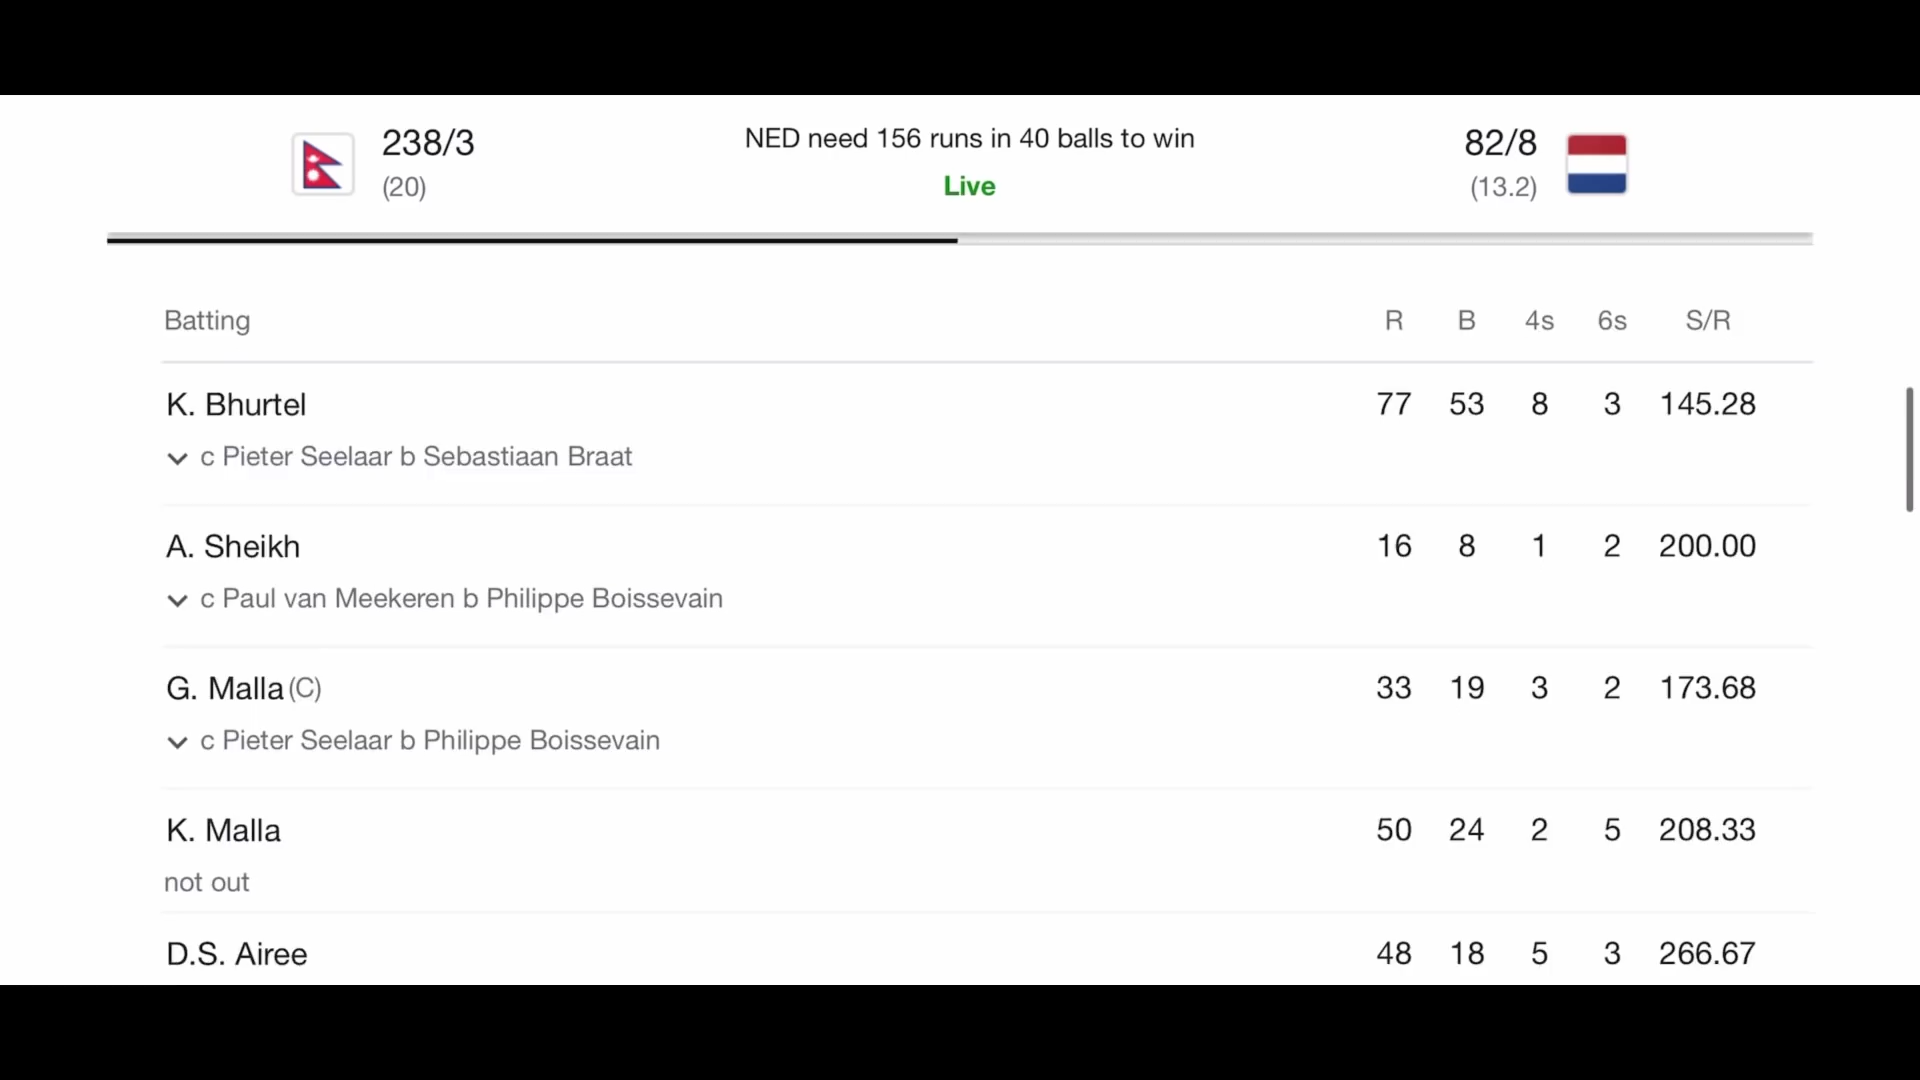 238/3 NED need 156 runs in 40 balls to win 82/8
(20) Live (13.2)
Batting R B 4s 6s S/R
K. Bhurtel 77 53 8 3 145.28
c Pieter Seelaar b Sebastiaan Braat
A. Sheikh 16 8 1 2 200.00
c Paul van Meekeren b Philippe Boissevain
G. Malla (C) 33 19 3 2 173.68
c Pieter Seelaar b Philippe Boissevain
K. Malla 50 24 2 5 208.33
not out
D.S. Airee 48 18 5 3 266.67